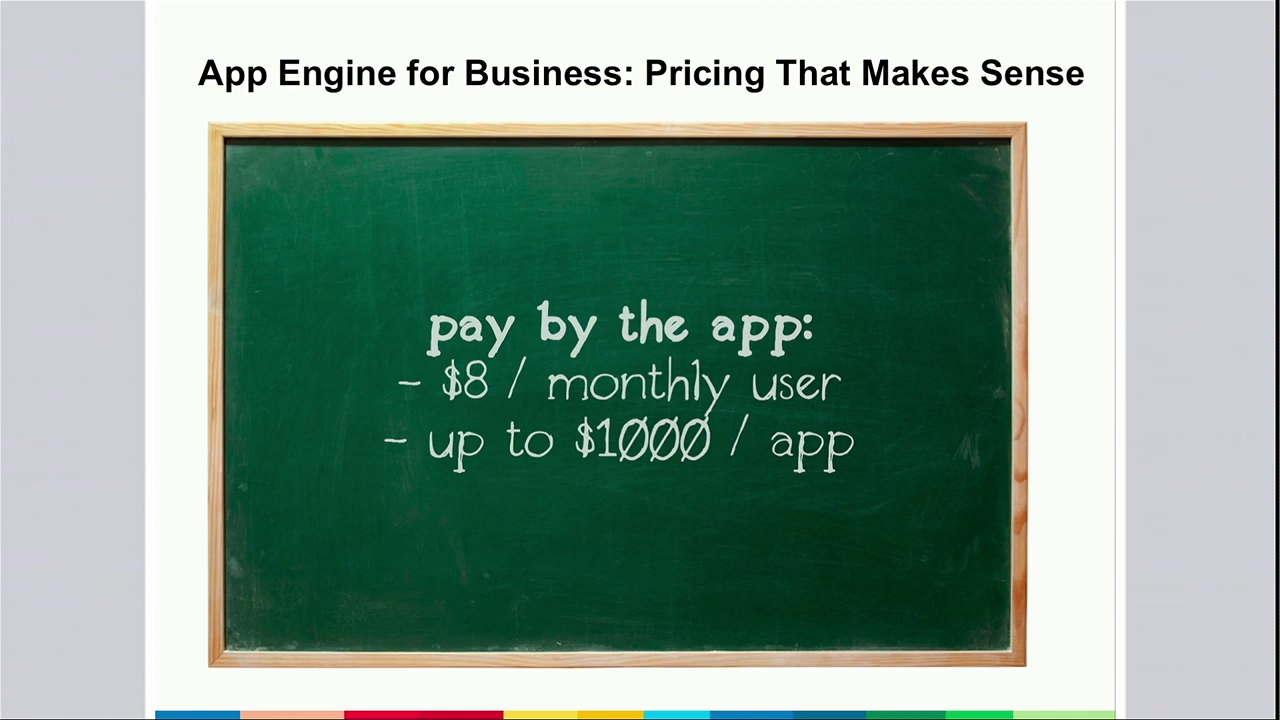 App Engine for Business: Pricing That Makes Sense
pay by the app:
- $8 / monthly user
- up to $1000 / app